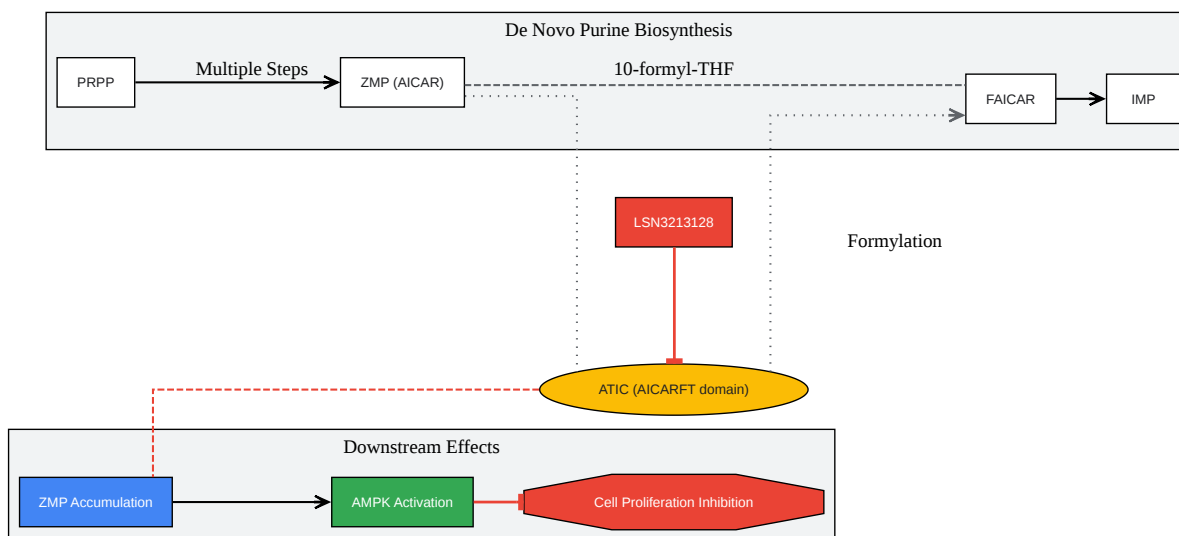 De Novo Purine Biosynthesis
PRPP
Multiple Steps
ZMP (AICAR)
10-formyl-THF
FAICAR
IMP
LSN3213128
Formylation
ATIC (AICARFT domain)
Downstream Effects
ZMP Accumulation
AMPK Activation
Cell Proliferation Inhibition